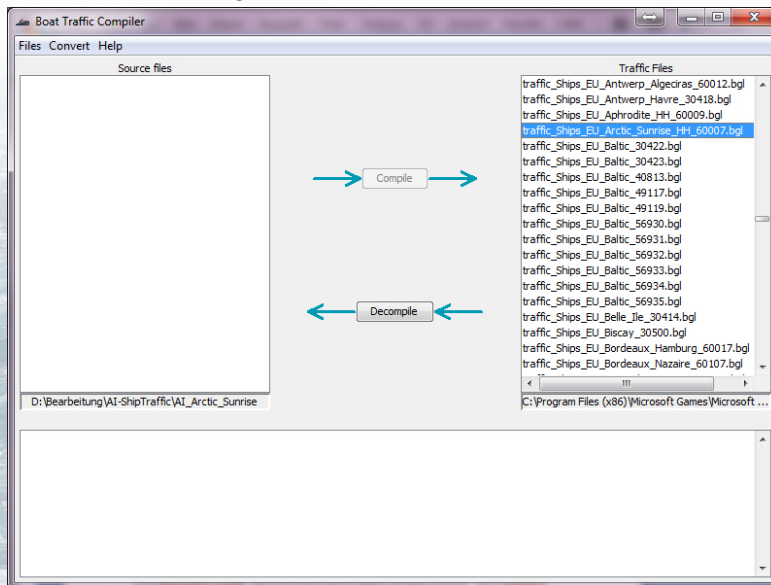 Boat Traffic Compiler
Files Convert Help
Source files
Traffic Files
traffic_Ships_EU_Antwerp_Algeciras_60012.bgl
traffic_Ships_EU_Antwerp_Havre_30418.bgl
traffic_Ships_EU_Aphrodite_HH_60009.bgl
traffic_Ships_EU_Arctic_Sunrise_HH_60007.bgl
traffic_Ships_EU_Baltic_30422.bgl
traffic_Ships_EU_Baltic_30423.bgl
traffic_Ships_EU_Baltic_40813.bgl
traffic_Ships_EU_Baltic_49117.bgl
traffic_Ships_EU_Baltic_49119.bgl
traffic_Ships_EU_Baltic_56930.bgl
traffic_Ships_EU_Baltic_56931.bgl
traffic_Ships_EU_Baltic_56932.bgl
traffic_Ships_EU_Baltic_56933.bgl
traffic_Ships_EU_Baltic_56934.bgl
traffic_Ships_EU_Baltic_56935.bgl
traffic_Ships_EU_Belle_Ile_30414.bgl
traffic_Ships_EU_Biscay_30500.bgl
traffic_Ships_EU_Bordeaux_Hamburg_60017.bgl
traffic_Ships_EU_Bordeaux_Nazaire_60107.bgl
Compile
Decompile
D:\Bearbeitung\AI-ShipTraffic\AI_Arctic_Sunrise
C:\Program Files (x86)\Microsoft Games\Microsoft ...